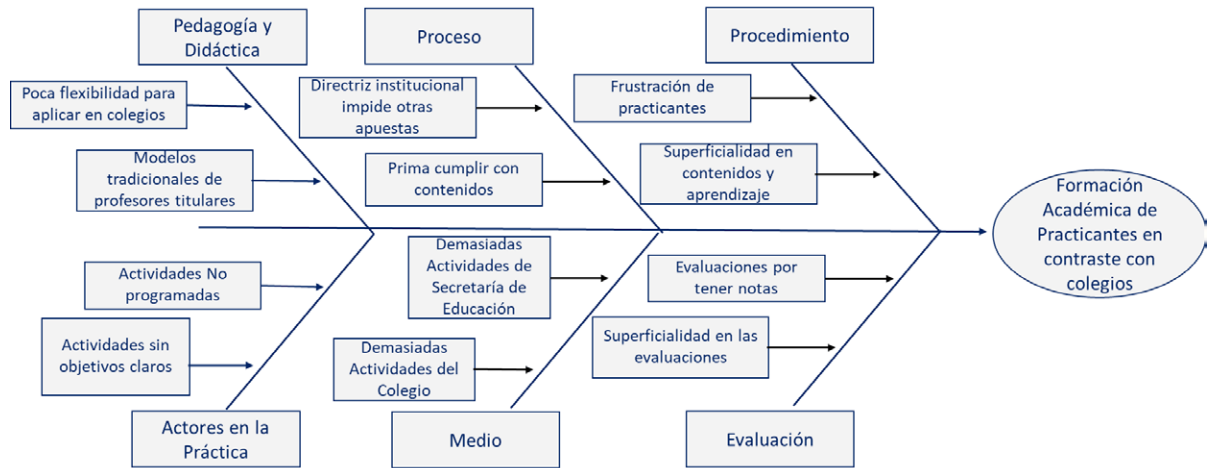 Pedagogía y
Didáctica
Proceso
Procedimiento
Poca flexibilidad para
aplicar en colegios
Directriz institucional
impide otras
apuestas
Frustración de
practicantes
Modelos
tradicionales de
profesores titulares
Prima cumplir con
contenidos
Superficialidad en
contenidos y
aprendizaje
Formación
Académica de
Practicantes en
contraste con
colegios
Actividades No
programadas
Demasiadas
Actividades de
Secretaría de
Educación
Evaluaciones por
tener notas
Actividades sin
objetivos claros
Demasiadas
Actividades del
Colegio
Superficialidad en las
evaluaciones
Actores en la
Práctica
Medio
Evaluación